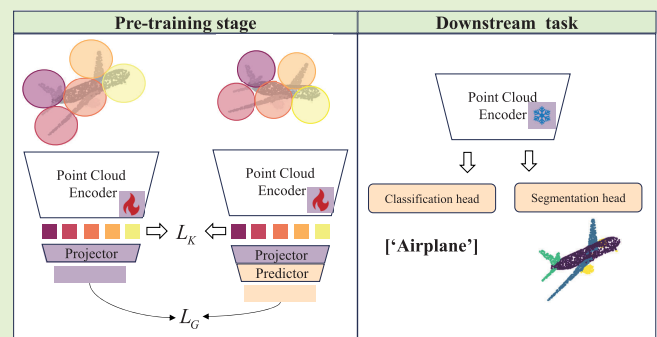 Pre-training stage
Downstream task
Point Cloud
Encoder
Point Cloud
Encoder
L_K
Projector
Projector
Predictor
L_G
Point Cloud
Encoder
Classification head
Segmentation head
['Airplane']